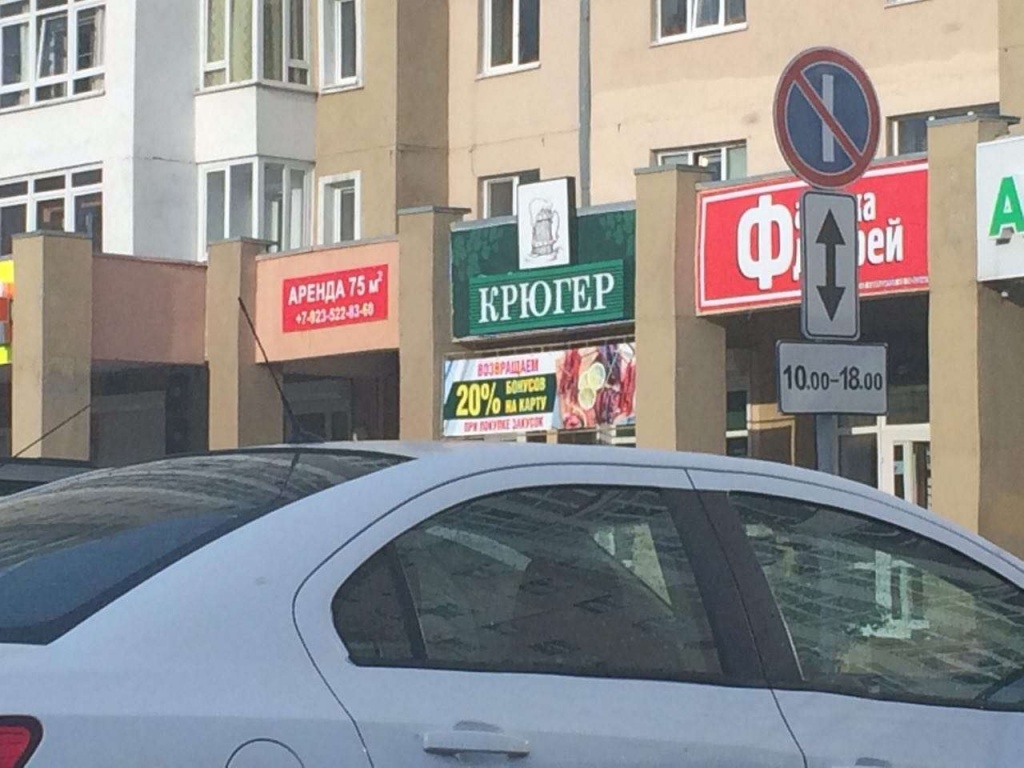 АРЕНДА 75 м²
+7-923-522-83-60
КРЮГЕР
ВОЗВРАЩАЕМ
20% БОНУСОВ
НА КАРТУ
ПРИ ПОКУПКЕ ЗАКУСОК
10.00-18.00
А